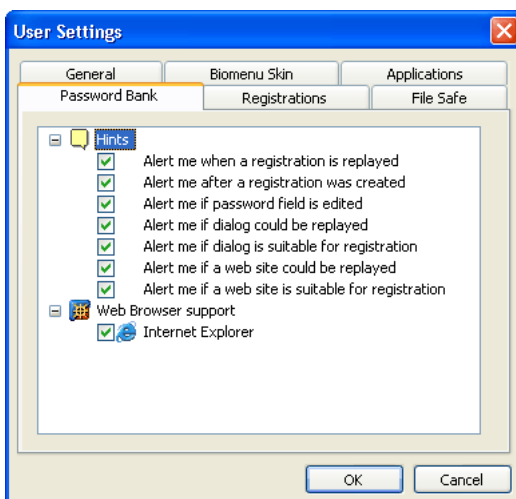 User Settings
General
Biomenu Skin
Applications
Password Bank
Registrations
File Safe
Hints
Alert me when a registration is replayed
Alert me after a registration was created
Alert me if password field is edited
Alert me if dialog could be replayed
Alert me if dialog is suitable for registration
Alert me if a web site could be replayed
Alert me if a web site is suitable for registration
Web Browser support
Internet Explorer
OK
Cancel